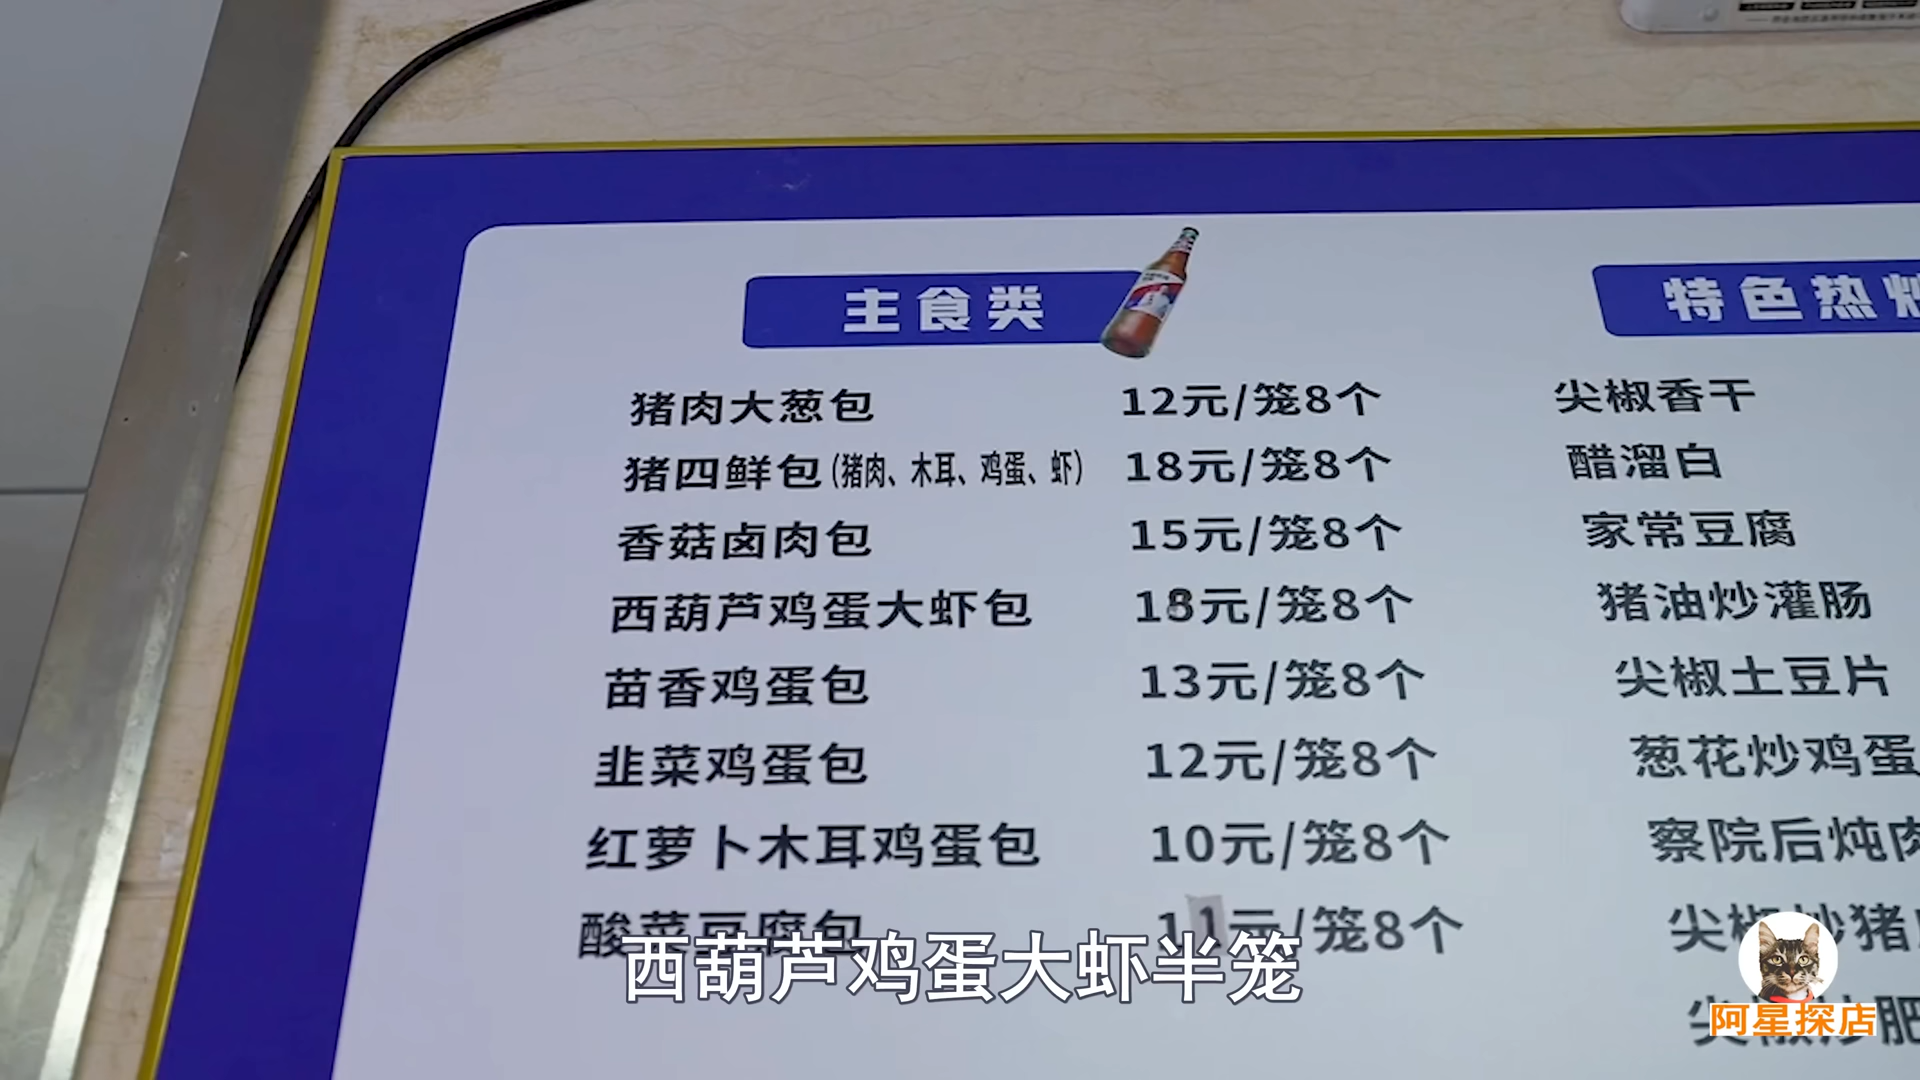 主食类
猪肉大葱包 12元/笼8个
猪四鲜包(猪肉、木耳、鸡蛋、虾) 18元/笼8个
香菇卤肉包 15元/笼8个
西葫芦鸡蛋大虾包 18元/笼8个
苗香鸡蛋包 13元/笼8个
韭菜鸡蛋包 12元/笼8个
红萝卜木耳鸡蛋包 10元/笼8个
酸菜豆腐包 11元/笼8个
特色热炒
尖椒香干
醋溜白
家常豆腐
猪油炒灌肠
尖椒土豆片
葱花炒鸡蛋
察院后炖肉
尖椒炒猪
尖椒炒肥
西葫芦鸡蛋大虾半笼
阿星探店